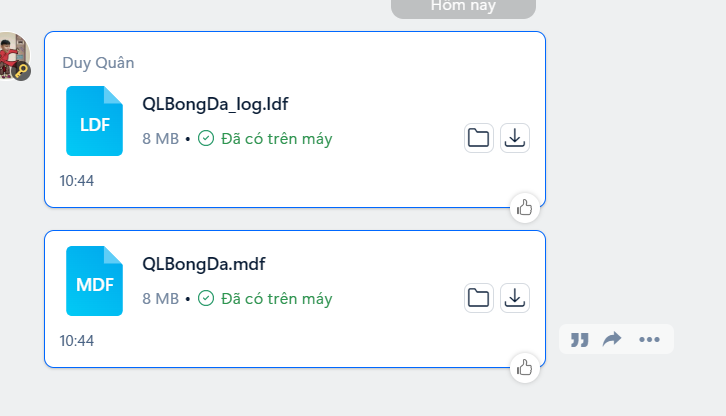 Hôm nay
Duy Quân
LDF
QLBongDa_log.ldf
8 MB • Đã có trên máy
10:44
MDF
QLBongDa.mdf
8 MB • Đã có trên máy
10:44